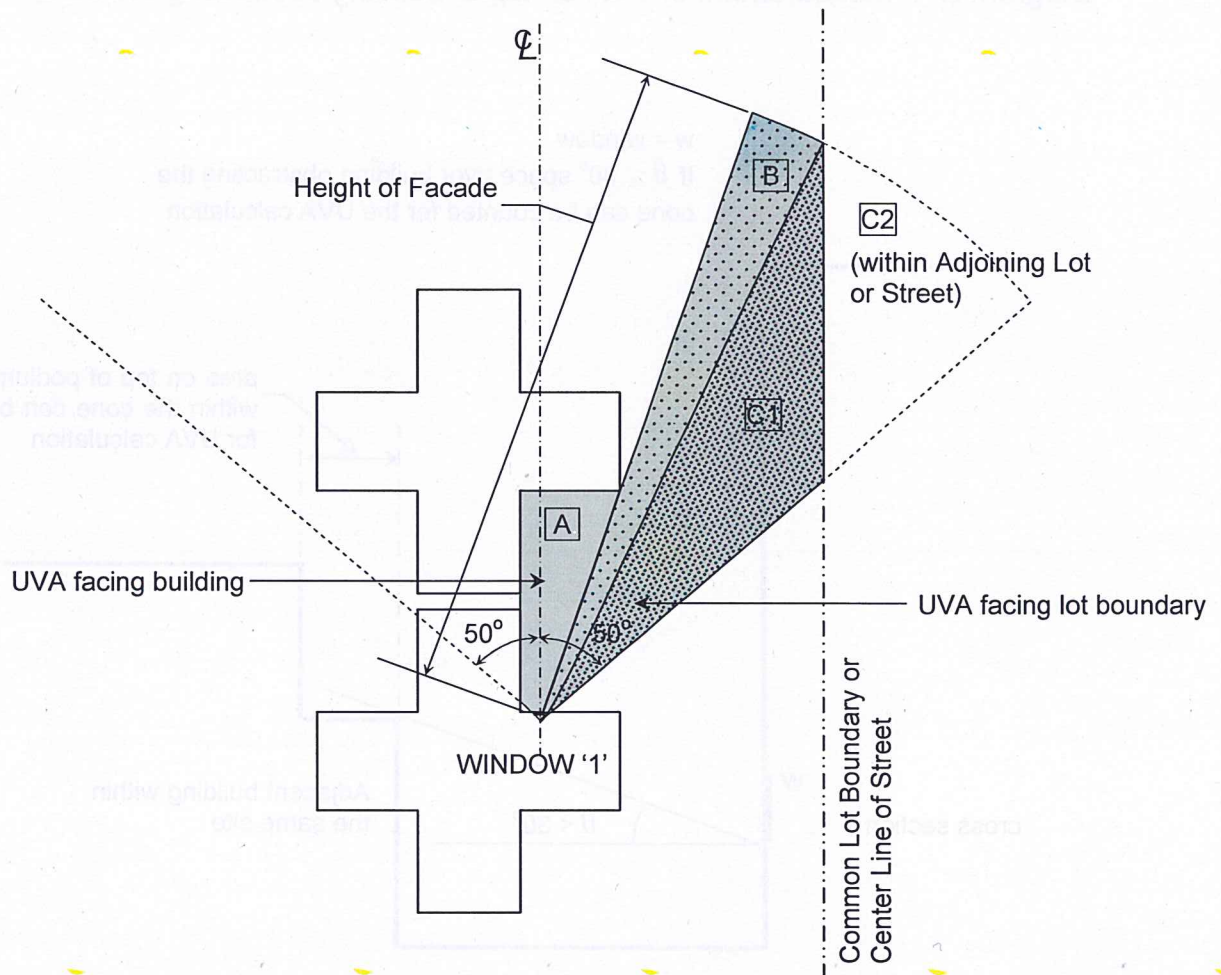 ℄
Height of Facade
B
C2
(within Adjoining Lot
or Street)
C1
A
UVA facing building
50°
50°
UVA facing lot boundary
WINDOW ‘1’
Common Lot Boundary or
Center Line of Street